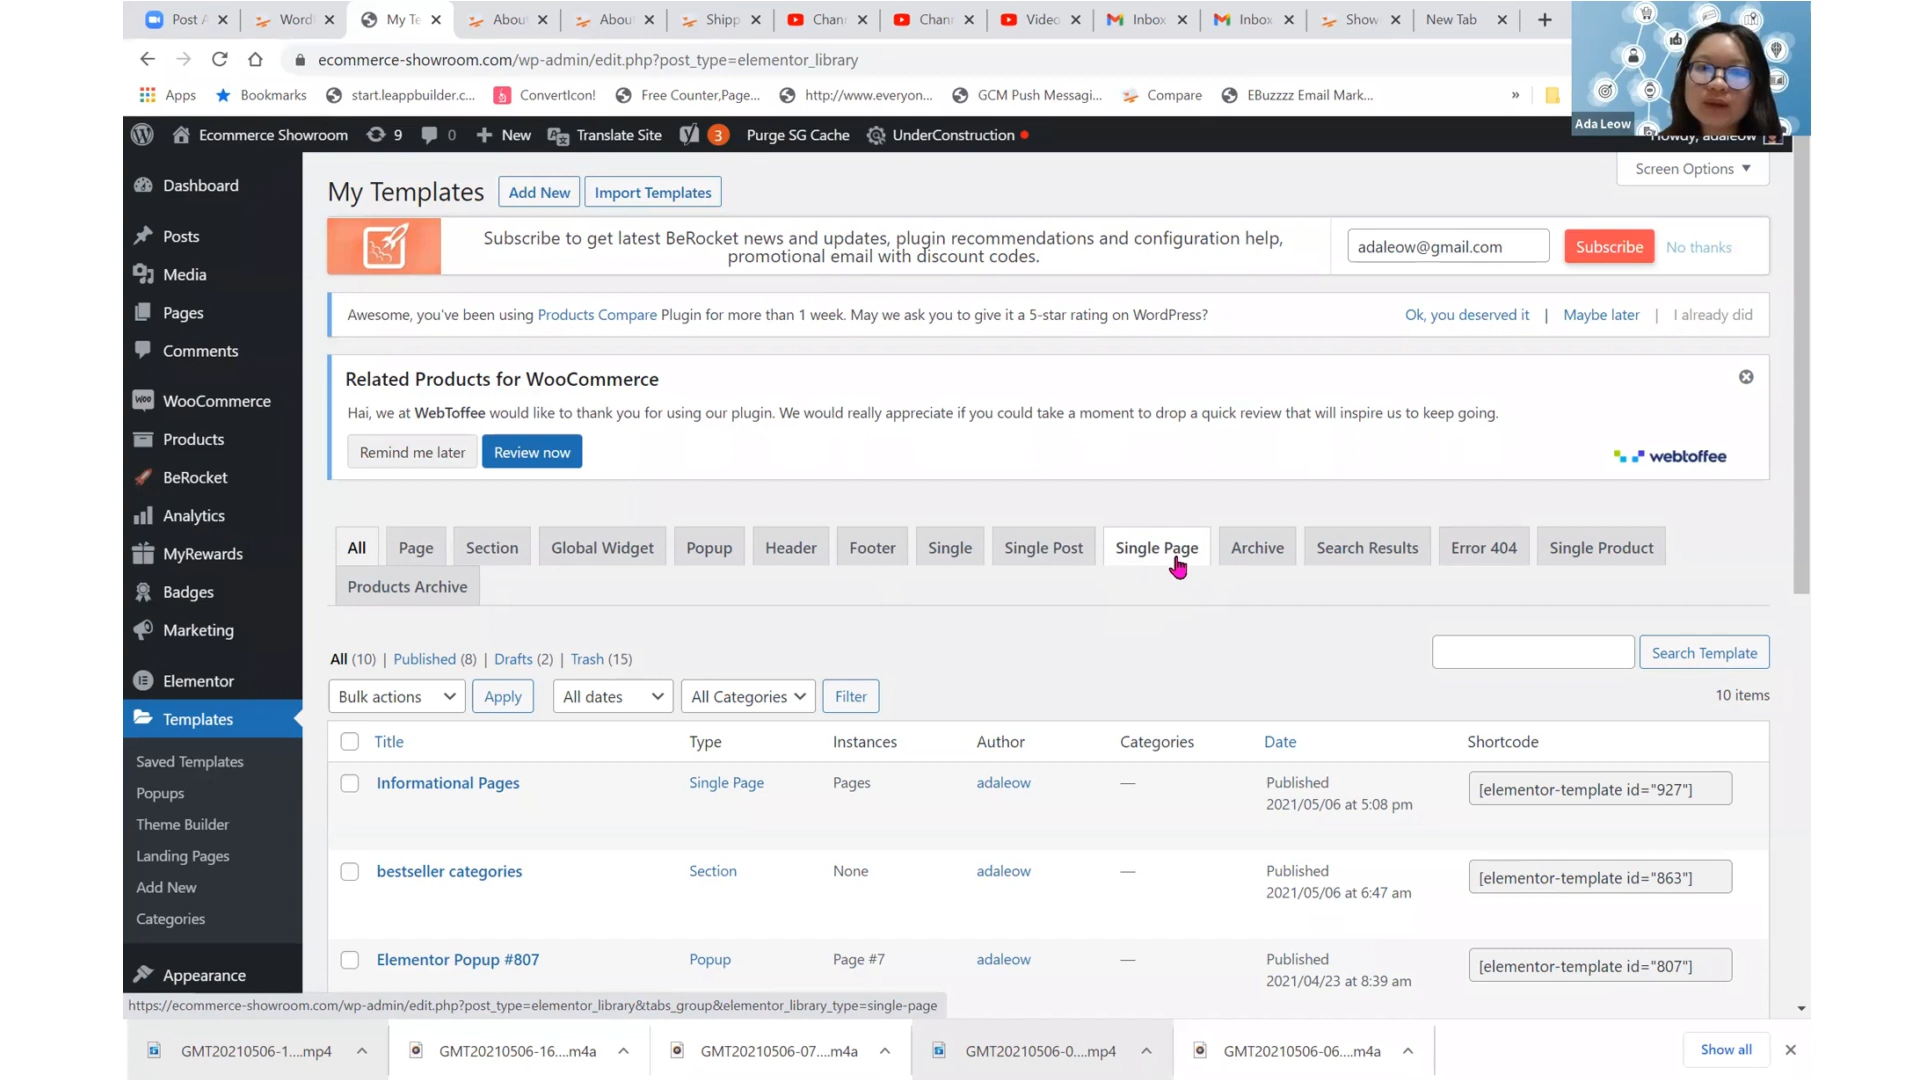 Post A
Word
My Te
Abou
Abou
Shipp
Chan
Chan
Video
Inbox
Inbox
Show
New Tab
ecommerce-showroom.com/wp-admin/edit.php?post_type=elementor_library
Apps
Bookmarks
start.leappbuilder.c...
ConvertIcon!
Free Counter,Page...
http://www.everyon...
GCM Push Messagi...
Compare
EBuzzzz Email Mark...
»
Ada Leow
Ecommerce Showroom
9
0
New
Translate Site
3
Purge SG Cache
UnderConstruction
Howdy, adaleow
Screen Options
Dashboard
Posts
Media
Pages
Comments
WooCommerce
Products
BeRocket
Analytics
MyRewards
Badges
Marketing
Elementor
Templates
Saved Templates
Popups
Theme Builder
Landing Pages
Add New
Categories
Appearance
My Templates
Add New
Import Templates
Subscribe to get latest BeRocket news and updates, plugin recommendations and configuration help,
promotional email with discount codes.
adaleow@gmail.com
Subscribe
No thanks
Awesome, you've been using Products Compare Plugin for more than 1 week. May we ask you to give it a 5-star rating on WordPress?
Ok, you deserved it | Maybe later | I already did
Related Products for WooCommerce
Hai, we at WebToffee would like to thank you for using our plugin. We would really appreciate if you could take a moment to drop a quick review that will inspire us to keep going.
Remind me later
Review now
webtoffee
All
Page
Section
Global Widget
Popup
Header
Footer
Single
Single Post
Single Page
Archive
Search Results
Error 404
Single Product
Products Archive
All (10) | Published (8) | Drafts (2) | Trash (15)
Search Template
Bulk actions
Apply
All dates
All Categories
Filter
10 items
Title
Type
Instances
Author
Categories
Date
Shortcode
Informational Pages
Single Page
Pages
adaleow
—
Published
2021/05/06 at 5:08 pm
[elementor-template id="927"]
bestseller categories
Section
None
adaleow
—
Published
2021/05/06 at 6:47 am
[elementor-template id="863"]
Elementor Popup #807
Popup
Page #7
adaleow
—
Published
2021/04/23 at 8:39 am
[elementor-template id="807"]
https://ecommerce-showroom.com/wp-admin/edit.php?post_type=elementor_library&tabs_group&elementor_library_type=single-page
GMT20210506-1....mp4
GMT20210506-16....m4a
GMT20210506-07....m4a
GMT20210506-0....mp4
GMT20210506-06....m4a
Show all